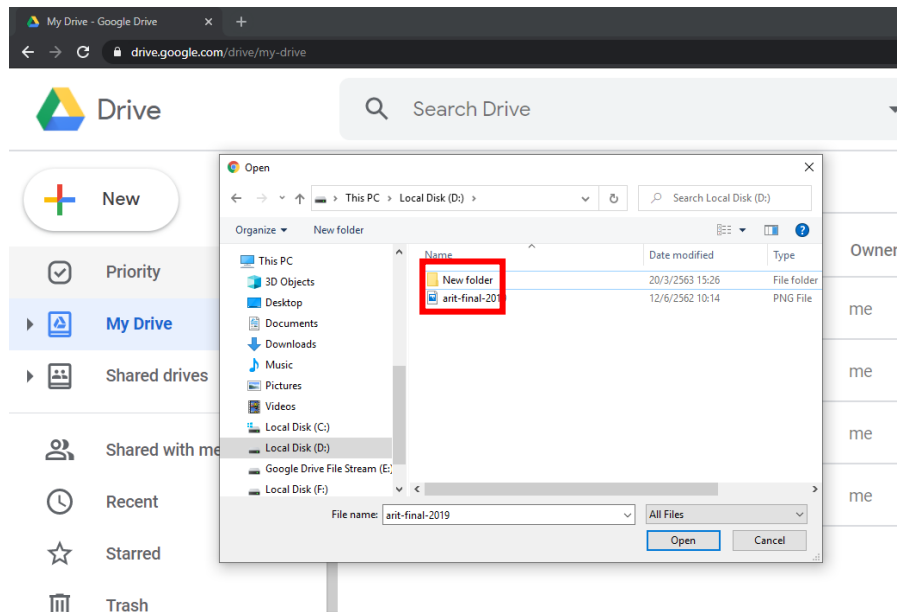 My Drive - Google Drive
drive.google.com/drive/my-drive
Drive
Search Drive
New
Priority
My Drive
Shared drives
Shared with me
Recent
Starred
Trash
Owner
me
me
me
me
Open
This PC > Local Disk (D:) >
Search Local Disk (D:)
Organize
New folder
This PC
3D Objects
Desktop
Documents
Downloads
Music
Pictures
Videos
Local Disk (C:)
Local Disk (D:)
Google Drive File Stream (E:)
Local Disk (F:)
Name Date modified Type
New folder 20/3/2563 15:26 File folder
arit-final-2019 12/6/2562 10:14 PNG File
File name: arit-final-2019
All Files
Open Cancel